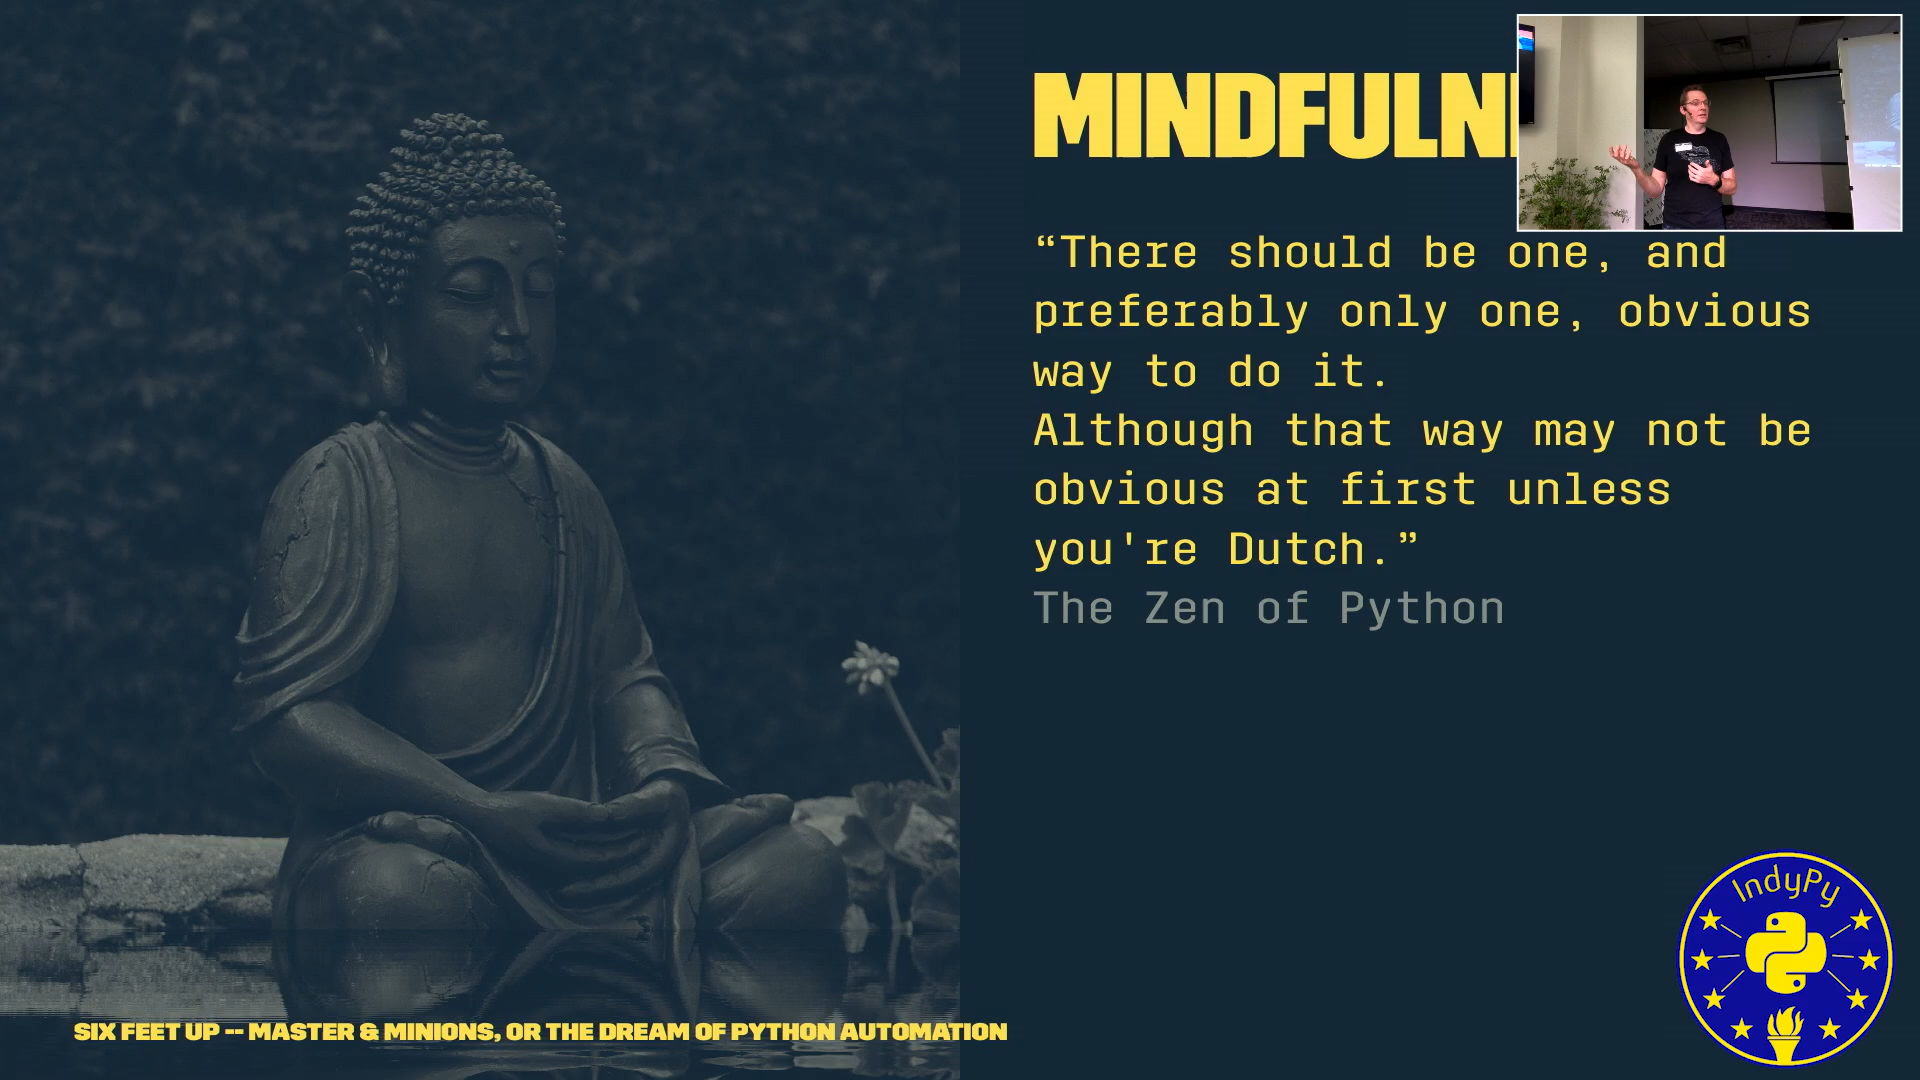 MINDFULN
“There should be one, and
preferably only one, obvious
way to do it.
Although that way may not be
obvious at first unless
you're Dutch.”
The Zen of Python
IndyPy
SIX FEET UP -- MASTER & MINIONS, OR THE DREAM OF PYTHON AUTOMATION